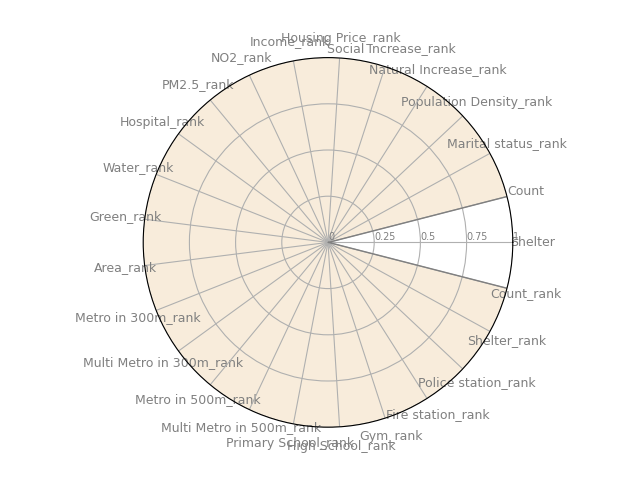 Housing Price_rank
Income_rank
Social Increase_rank
NO2_rank
Natural Increase_rank
PM2.5_rank
Population Density_rank
Hospital_rank
Marital status_rank
Water_rank
Count
Green_rank
0 0.25 0.5 0.75 1
Shelter
Area_rank
Count_rank
Metro in 300m_rank
Shelter_rank
Multi Metro in 300m_rank
Police station_rank
Metro in 500m_rank
Fire station_rank
Multi Metro in 500m_rank
Gym_rank
Primary School_rank
High School_rank